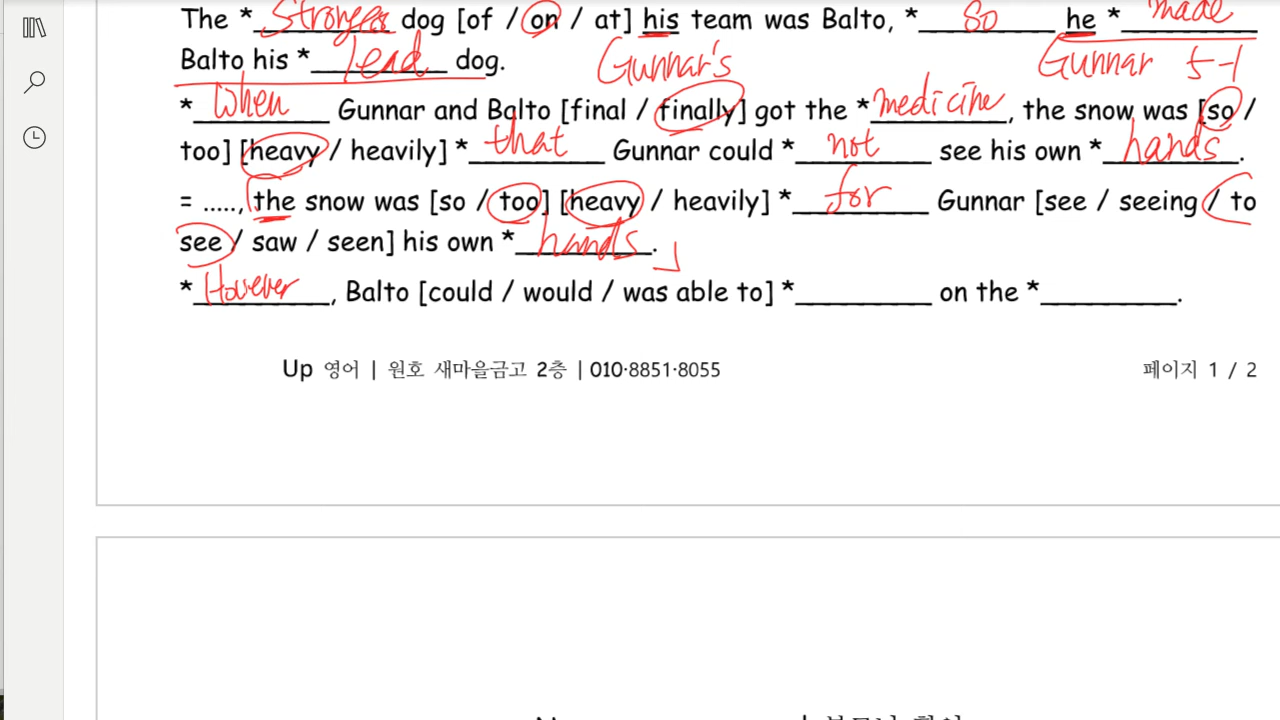 The * strongest dog [of / on / at] his team was Balto, * so he * made
Balto his * lead dog. Gunnar's Gunnar 5-1
* When Gunnar and Balto [final / finally] got the * medicine, the snow was [so /
too] [heavy / heavily] * that Gunnar could * not see his own * hands.
= ....., the snow was [so / too] [heavy / heavily] * for Gunnar [see / seeing / to
see / saw / seen] his own * hands.
* However, Balto [could / would / was able to] *__________ on the *__________.
Up 영어 | 원호 새마을금고 2층 | 010·8851·8055 페이지 1 / 2